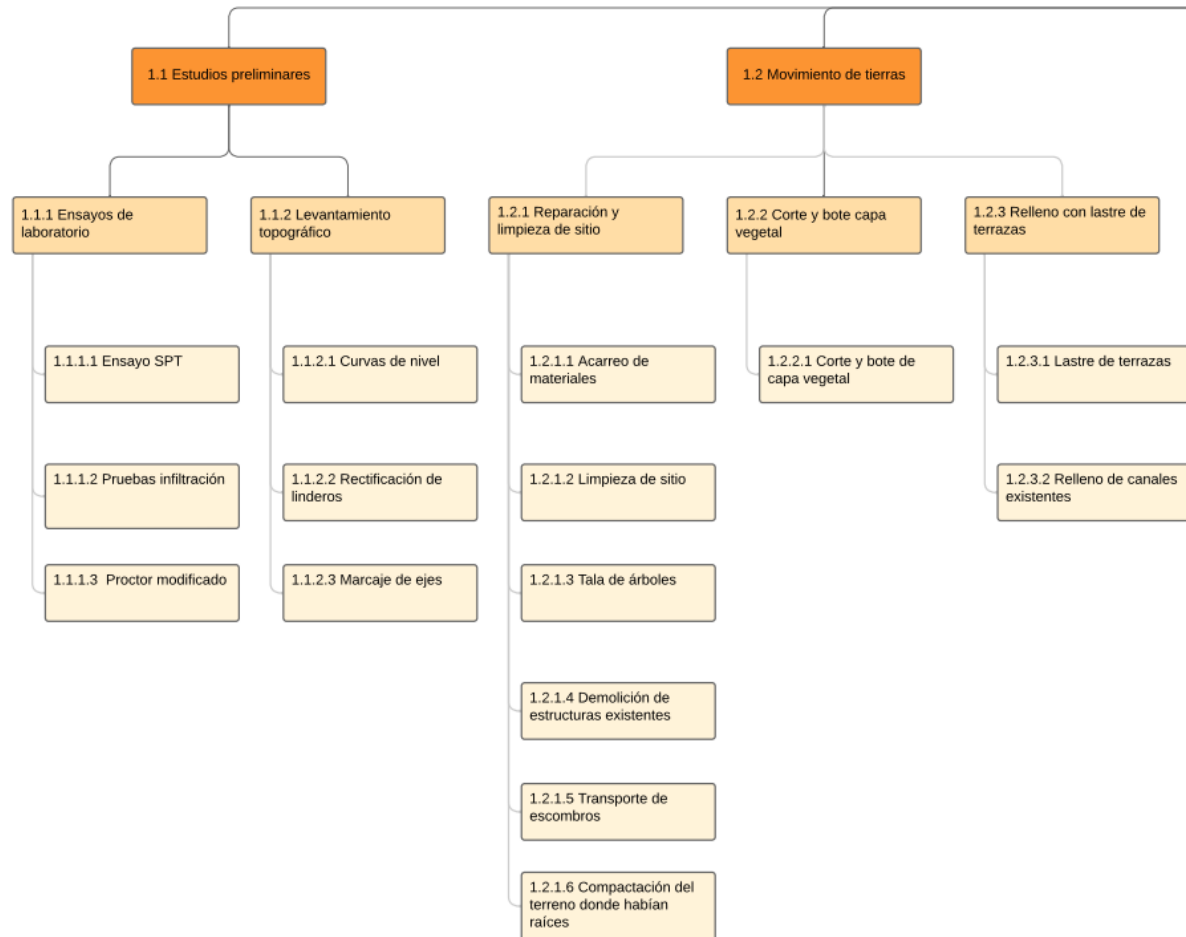 1.1 Estudios preliminares
1.2 Movimiento de tierras
1.1.1 Ensayos de
laboratorio
1.1.2 Levantamiento
topográfico
1.2.1 Reparación y
limpieza de sitio
1.2.2 Corte y bote capa
vegetal
1.2.3 Relleno con lastre de
terrazas
1.1.1.1 Ensayo SPT
1.1.2.1 Curvas de nivel
1.2.1.1 Acarreo de
materiales
1.2.2.1 Corte y bote de
capa vegetal
1.2.3.1 Lastre de terrazas
1.1.1.2 Pruebas infiltración
1.1.2.2 Rectificación de
linderos
1.2.1.2 Limpieza de sitio
1.2.3.2 Relleno de canales
existentes
1.1.1.3 Proctor modificado
1.1.2.3 Marcaje de ejes
1.2.1.3 Tala de árboles
1.2.1.4 Demolición de
estructuras existentes
1.2.1.5 Transporte de
escombros
1.2.1.6 Compactación del
terreno donde habían
raíces